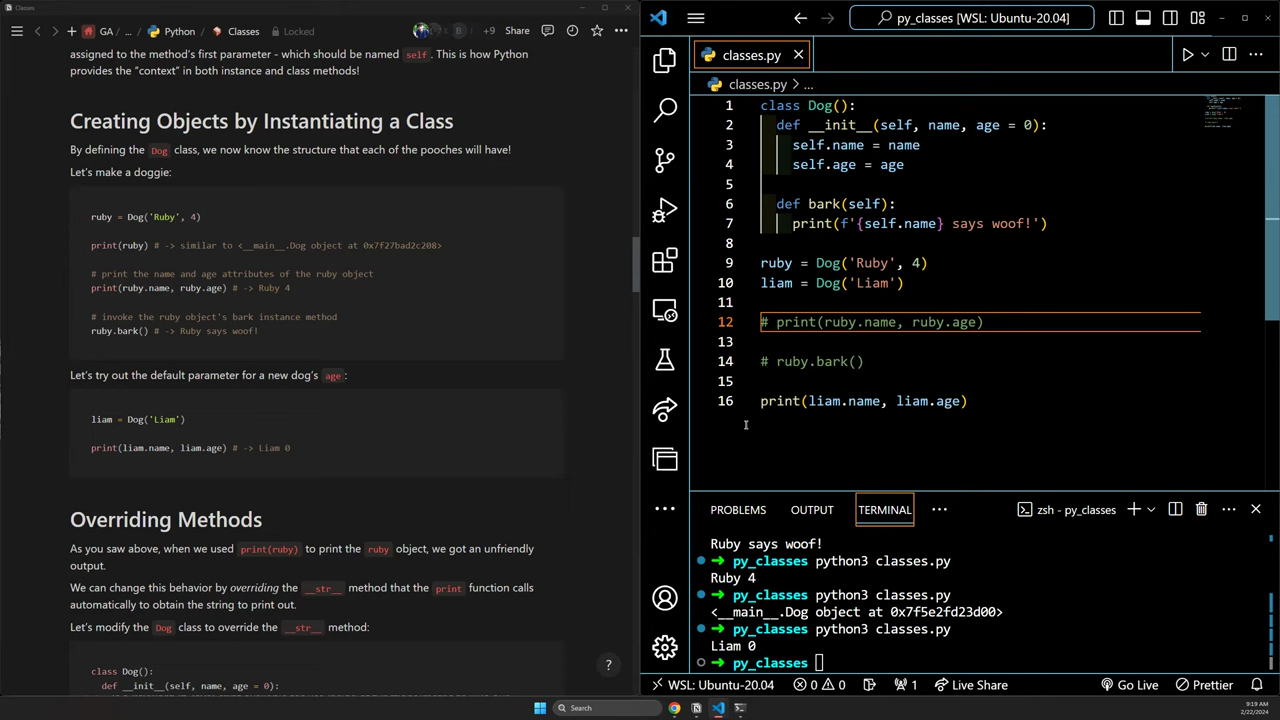 Classes
GA / ... / Python / Classes Locked
+9 Share
assigned to the method's first parameter - which should be named self. This is how Python
provides the "context" in both instance and class methods!
Creating Objects by Instantiating a Class
By defining the Dog class, we now know the structure that each of the pooches will have!
Let's make a doggie:
ruby = Dog('Ruby', 4)
print(ruby) # -> similar to <__main__.Dog object at 0x7f27bad2c208>
# print the name and age attributes of the ruby object
print(ruby.name, ruby.age) # -> Ruby 4
# invoke the ruby object's bark instance method
ruby.bark() # -> Ruby says woof!
Let's try out the default parameter for a new dog's age:
liam = Dog('Liam')
print(liam.name, liam.age) # -> Liam 0
Overriding Methods
As you saw above, when we used print(ruby) to print the ruby object, we got an unfriendly
output.
We can change this behavior by overriding the __str__ method that the print function calls
automatically to obtain the string to print out.
Let's modify the Dog class to override the __str__ method:
class Dog():
def __init__(self, name, age = 0):
?
py_classes [WSL: Ubuntu-20.04]
classes.py
classes.py > ...
1 class Dog():
2 def __init__(self, name, age = 0):
3 self.name = name
4 self.age = age
5
6 def bark(self):
7 print(f'{self.name} says woof!')
8
9 ruby = Dog('Ruby', 4)
10 liam = Dog('Liam')
11
12 # print(ruby.name, ruby.age)
13
14 # ruby.bark()
15
16 print(liam.name, liam.age)
PROBLEMS OUTPUT TERMINAL ... zsh - py_classes
Ruby says woof!
➜ py_classes python3 classes.py
Ruby 4
➜ py_classes python3 classes.py
<__main__.Dog object at 0x7f5e2fd23d00>
➜ py_classes python3 classes.py
Liam 0
➜ py_classes
WSL: Ubuntu-20.04 0 0 1 Live Share Go Live Prettier
Search
9:19 AM
2/22/2024